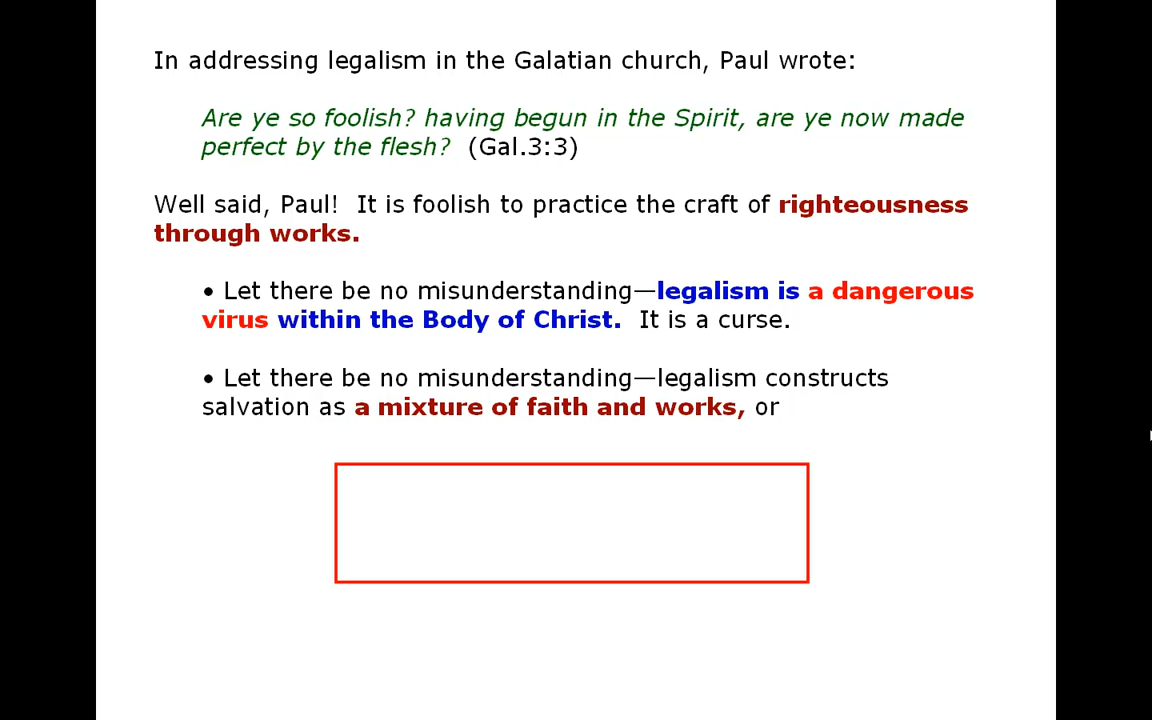 In addressing legalism in the Galatian church, Paul wrote:
Are ye so foolish? having begun in the Spirit, are ye now made
perfect by the flesh?  (Gal.3:3)
Well said, Paul!  It is foolish to practice the craft of righteousness
through works.
• Let there be no misunderstanding—legalism is a dangerous
virus within the Body of Christ.  It is a curse.
• Let there be no misunderstanding—legalism constructs
salvation as a mixture of faith and works, or